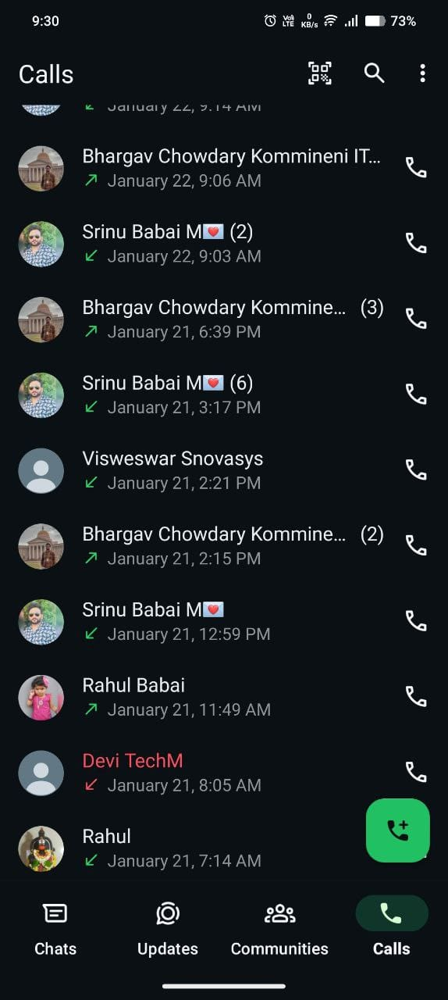 9:30
Vo) LTE
0 KB/s
73%
Calls
January 22, 9:14 AM
Bhargav Chowdary Kommineni IT...
January 22, 9:06 AM
Srinu Babai M💌 (2)
January 22, 9:03 AM
Bhargav Chowdary Kommine... (3)
January 21, 6:39 PM
Srinu Babai M💌 (6)
January 21, 3:17 PM
Visweswar Snovasys
January 21, 2:21 PM
Bhargav Chowdary Kommine... (2)
January 21, 2:15 PM
Srinu Babai M💌
January 21, 12:59 PM
Rahul Babai
January 21, 11:49 AM
Devi TechM
January 21, 8:05 AM
Rahul
January 21, 7:14 AM
Chats
Updates
Communities
Calls